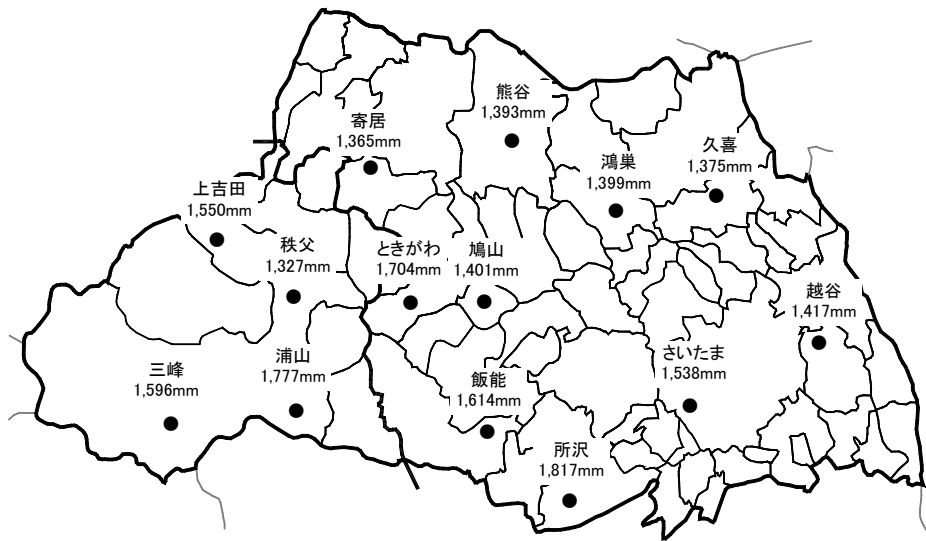 熊谷
1,393mm
寄居
1,365mm
久喜
1,375mm
鴻巣
1,399mm
上吉田
1,550mm
秩父
1,327mm
ときがわ
1,704mm
鳩山
1,401mm
越谷
1,417mm
三峰
1,596mm
浦山
1,777mm
飯能
1,614mm
さいたま
1,538mm
所沢
1,817mm